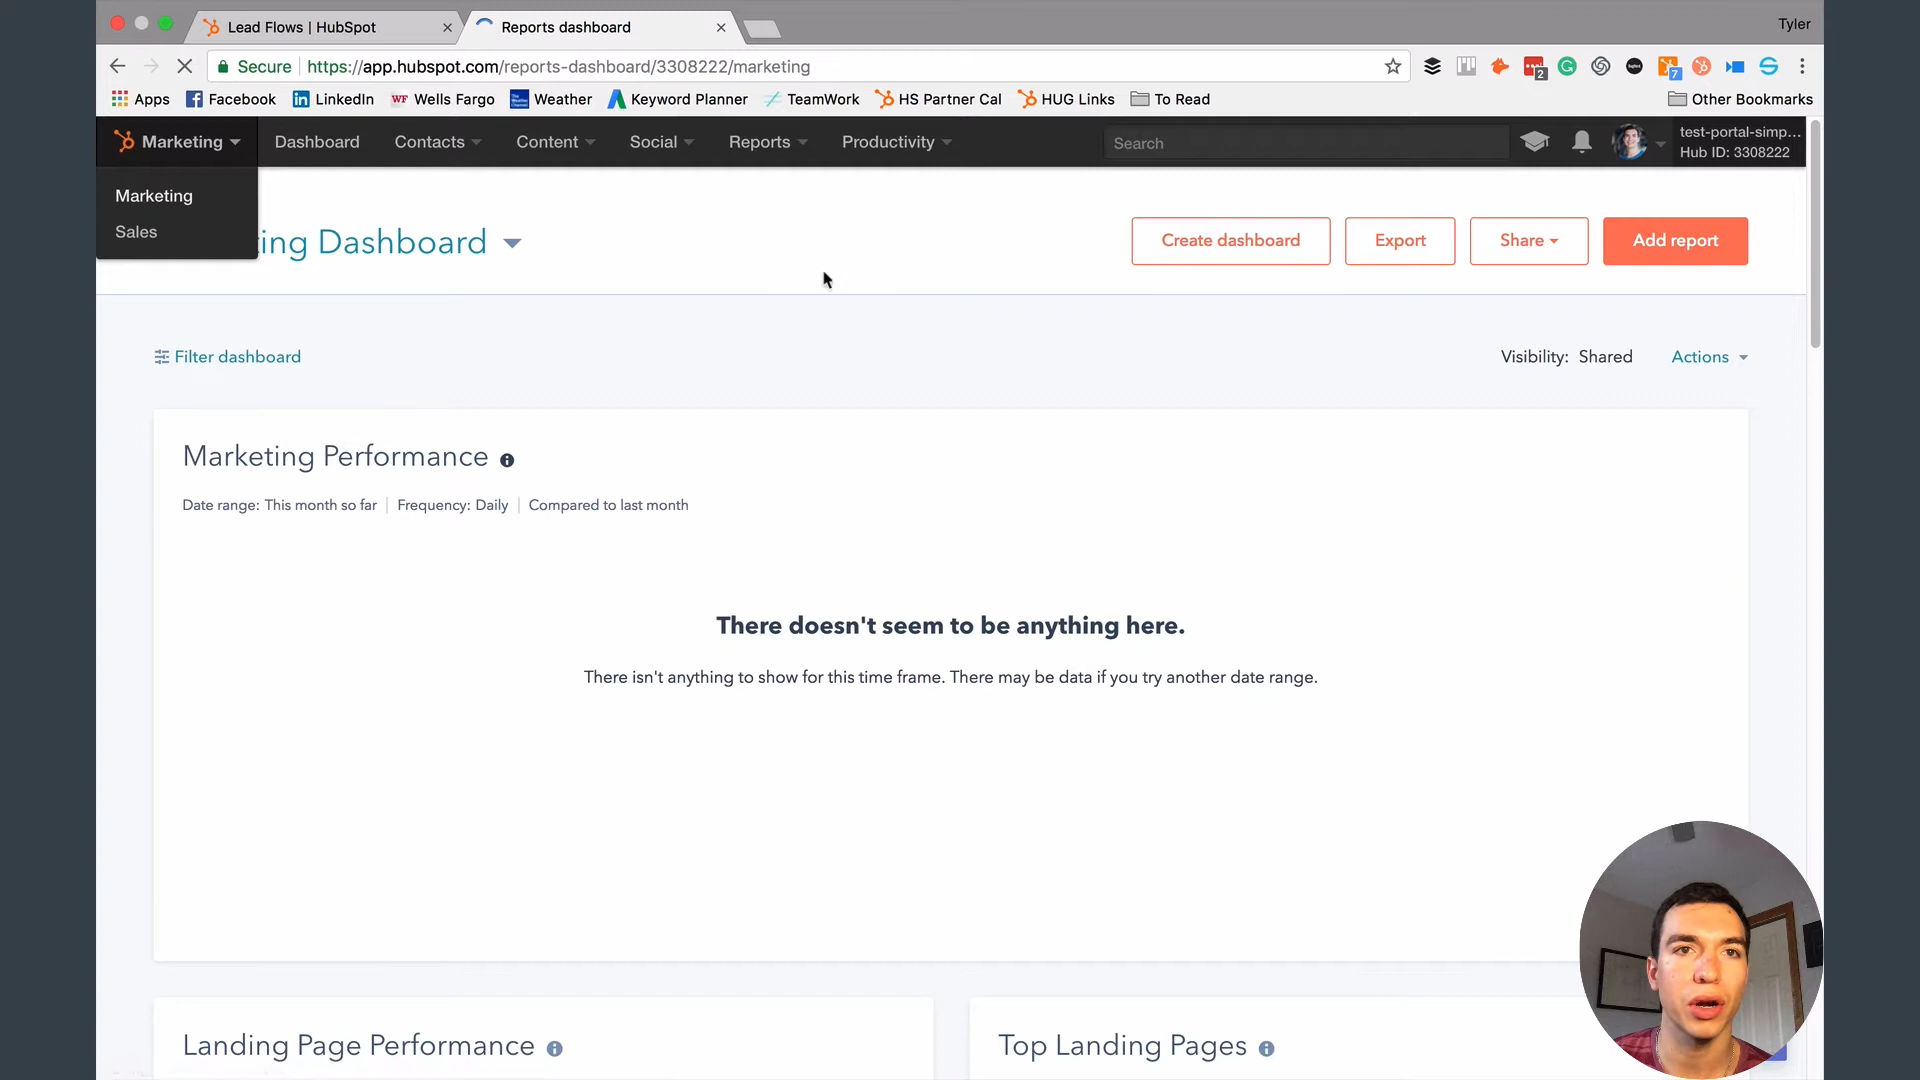 Lead Flows | HubSpot
Reports dashboard
Tyler
Secure
https://app.hubspot.com/reports-dashboard/3308222/marketing
2
7
Apps
Facebook
LinkedIn
WF Wells Fargo
Weather
Keyword Planner
TeamWork
HS Partner Cal
HUG Links
To Read
Other Bookmarks
Marketing
Dashboard
Contacts
Content
Social
Reports
Productivity
Search
test-portal-simp...
Hub ID: 3308222
Marketing
Sales
ing Dashboard
Create dashboard
Export
Share
Add report
Filter dashboard
Visibility: Shared
Actions
Marketing Performance
Date range: This month so far
Frequency: Daily
Compared to last month
There doesn't seem to be anything here.
There isn't anything to show for this time frame. There may be data if you try another date range.
Landing Page Performance
Top Landing Pages